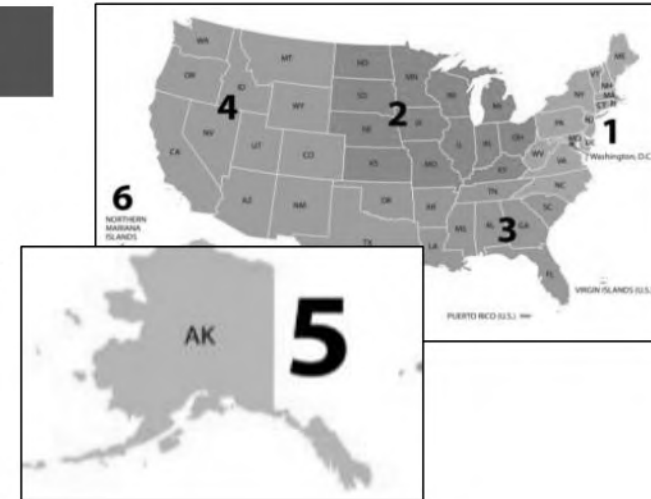 WA
MT
ND
MN
ME
VT
NH
MA
CT
RI
OR
ID
SD
WI
MI
NY
4
2
WY
NE
IA
PA
NJ
1
NV
UT
CO
IL
IN
OH
MD
DE
Washington, D.C
CA
KS
MO
KY
WV
VA
6
AZ
NM
OK
AR
TN
NC
SC
NORTHERN
MARIANA
ISLANDS
TX
LA
MS
AL
3
GA
FL
VIRGIN ISLANDS (U.S.)
PUERTO RICO (U.S.)
AK
5